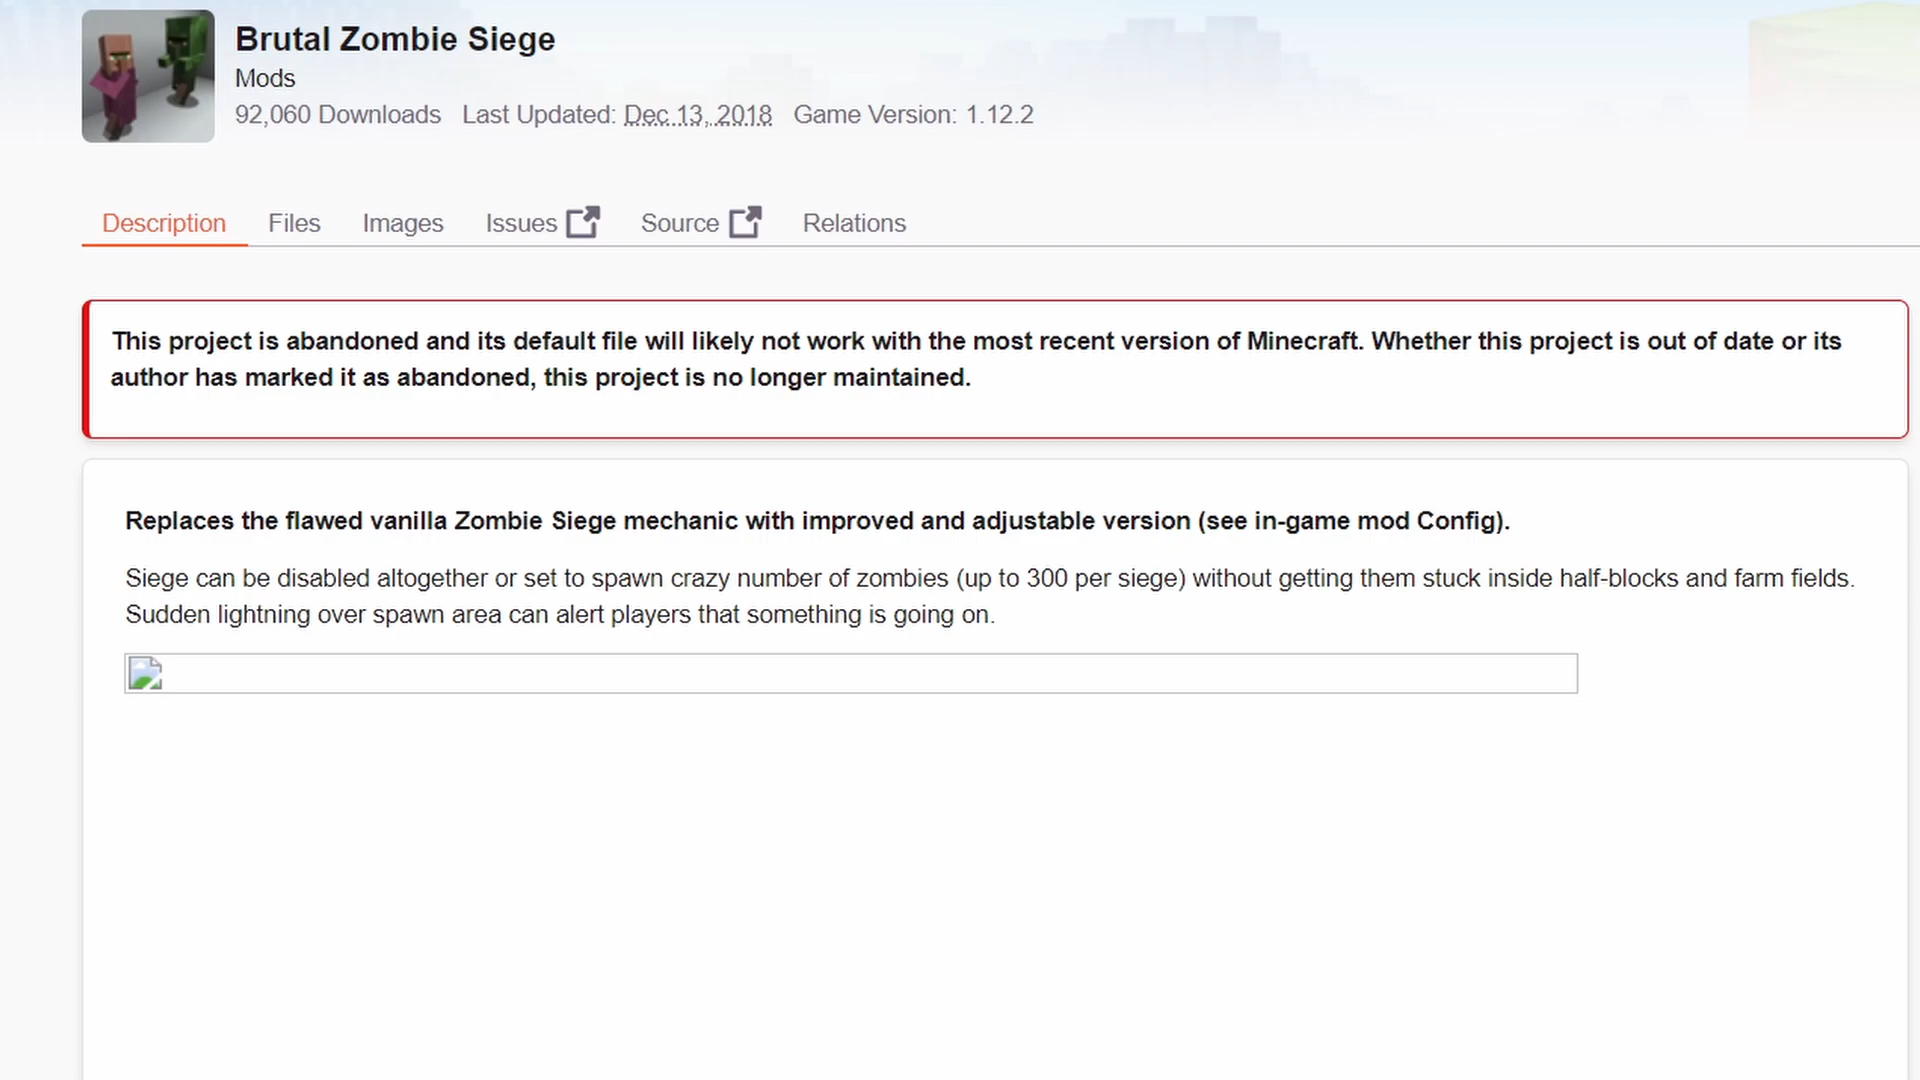 Brutal Zombie Siege
Mods
92,060 Downloads Last Updated: Dec 13, 2018 Game Version: 1.12.2
Description Files Images Issues Source Relations
This project is abandoned and its default file will likely not work with the most recent version of Minecraft. Whether this project is out of date or its
author has marked it as abandoned, this project is no longer maintained.
Replaces the flawed vanilla Zombie Siege mechanic with improved and adjustable version (see in-game mod Config).
Siege can be disabled altogether or set to spawn crazy number of zombies (up to 300 per siege) without getting them stuck inside half-blocks and farm fields.
Sudden lightning over spawn area can alert players that something is going on.